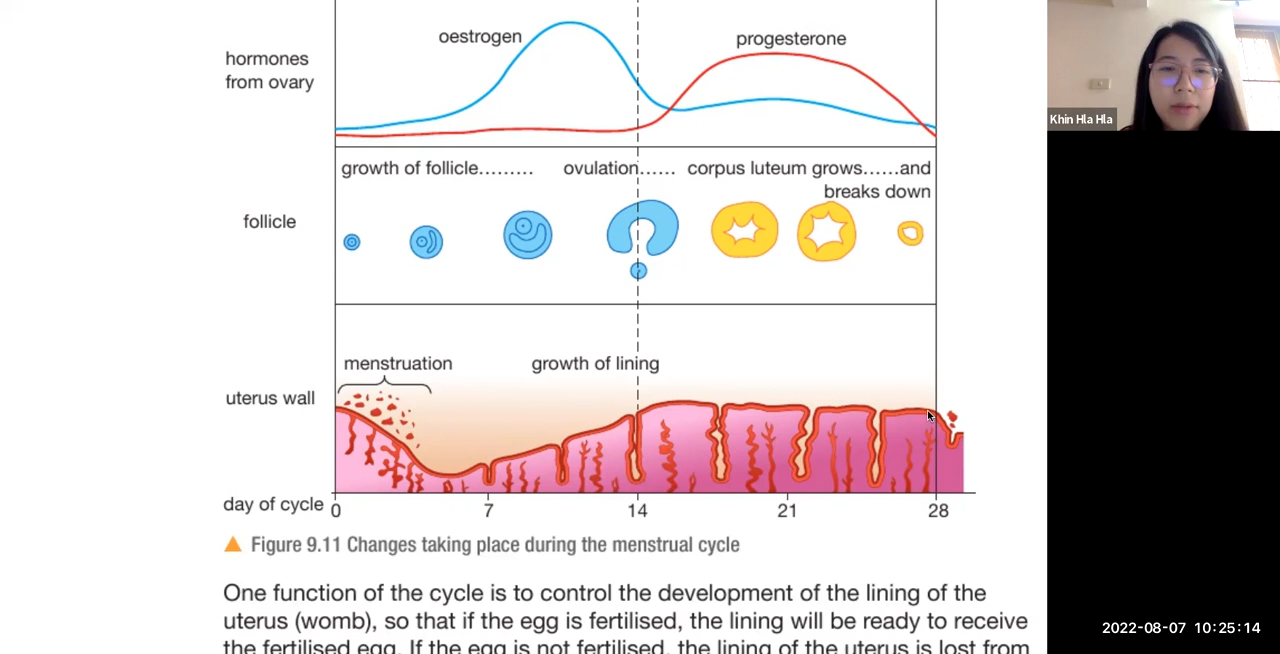 oestrogen
progesterone
hormones
from ovary
Khin Hla Hla
growth of follicle......... ovulation...... corpus luteum grows......and
breaks down
follicle
menstruation
growth of lining
uterus wall
day of cycle 0 7 14 21 28
Figure 9.11 Changes taking place during the menstrual cycle
One function of the cycle is to control the development of the lining of the
uterus (womb), so that if the egg is fertilised, the lining will be ready to receive
the fertilised egg. If the egg is not fertilised, the lining of the uterus is lost from
2022-08-07 10:25:14